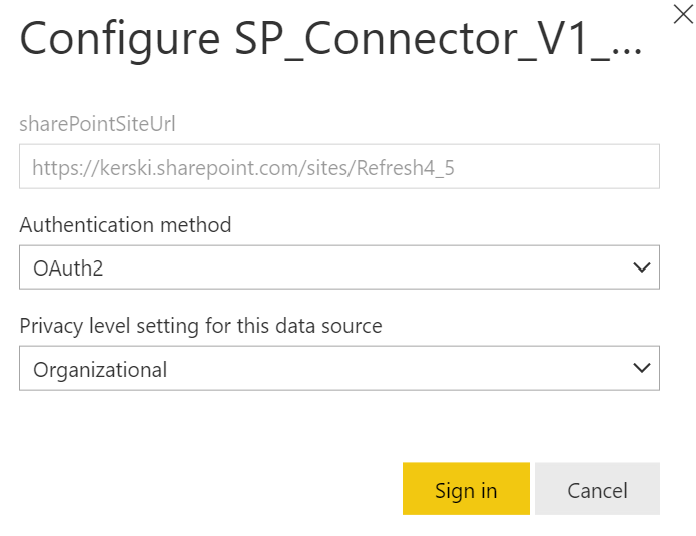 Configure SP_Connector_V1_...
sharePointSiteUrl
https://kerski.sharepoint.com/sites/Refresh4_5
Authentication method
OAuth2
Privacy level setting for this data source
Organizational
Sign in
Cancel